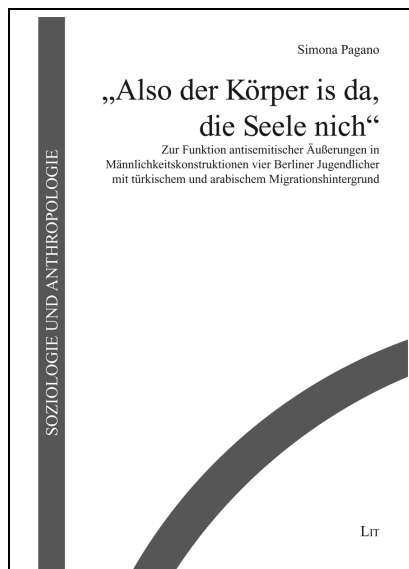 Simona Pagano
„Also der Körper is da,
die Seele nich“
Zur Funktion antisemitischer Äußerungen in
Männlichkeitskonstruktionen vier Berliner Jugendlicher
mit türkischem und arabischem Migrationshintergrund
SOZIOLOGIE UND ANTHROPOLOGIE
LIT